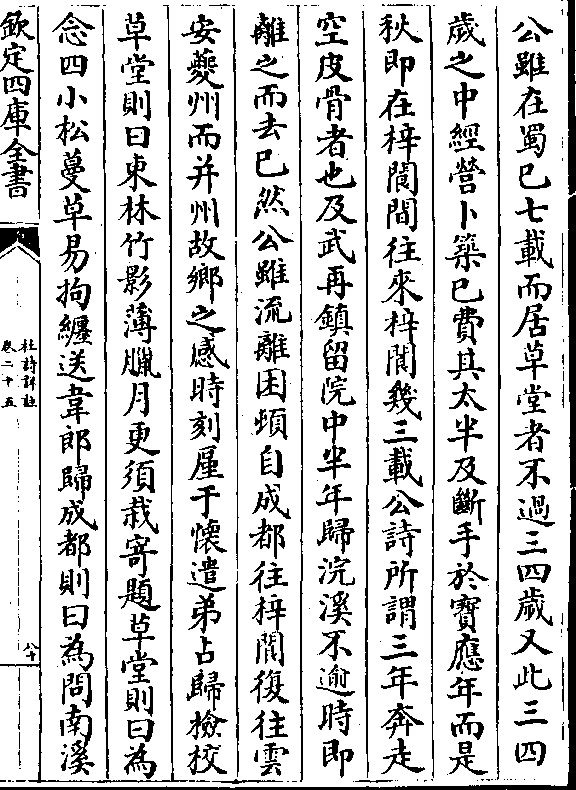 公雖在蜀已七載而居草堂者不過三四歲又此三四
歲之中經營卜築已費其太半及斷手於寶應年而是
秋即在梓閬間往來梓閬幾三載公詩所謂三年奔走
空皮骨者也及武再鎮留院中半年歸浣溪不逾時即
離之而去已然公雖流離困頓自成都往梓閬復往雲
安夔州而并州故鄉之感時刻厪于懐遣弟占歸檢校
草堂則曰東林竹影薄臘月更須栽寄題草堂則曰為
念四小松蔓草易拘纏送韋郎歸成都則曰為問南溪
欽定四庫全書
杜詩詳註
卷二十五
八十